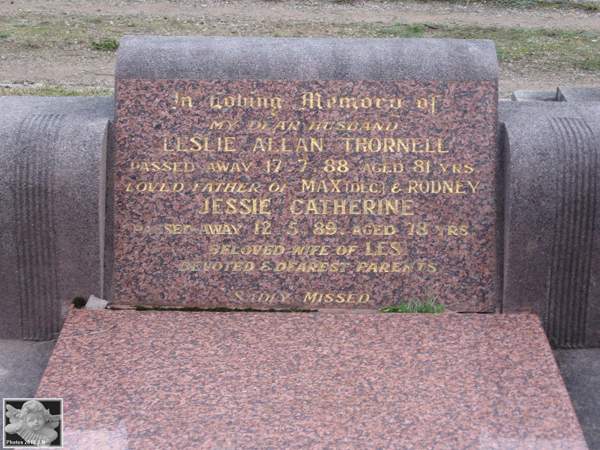 In Loving Memory of
MY DEAR HUSBAND
LESLIE ALLAN THORNELL
PASSED AWAY 17-7-88 AGED 81 YRS.
LOVED FATHER OF MAX (DEC) & RODNEY
JESSIE CATHERINE
PASSED AWAY 12-5-89. AGED 78 YRS.
BELOVED WIFE OF LES
DEVOTED & DEAREST PARENTS
SADLY MISSED